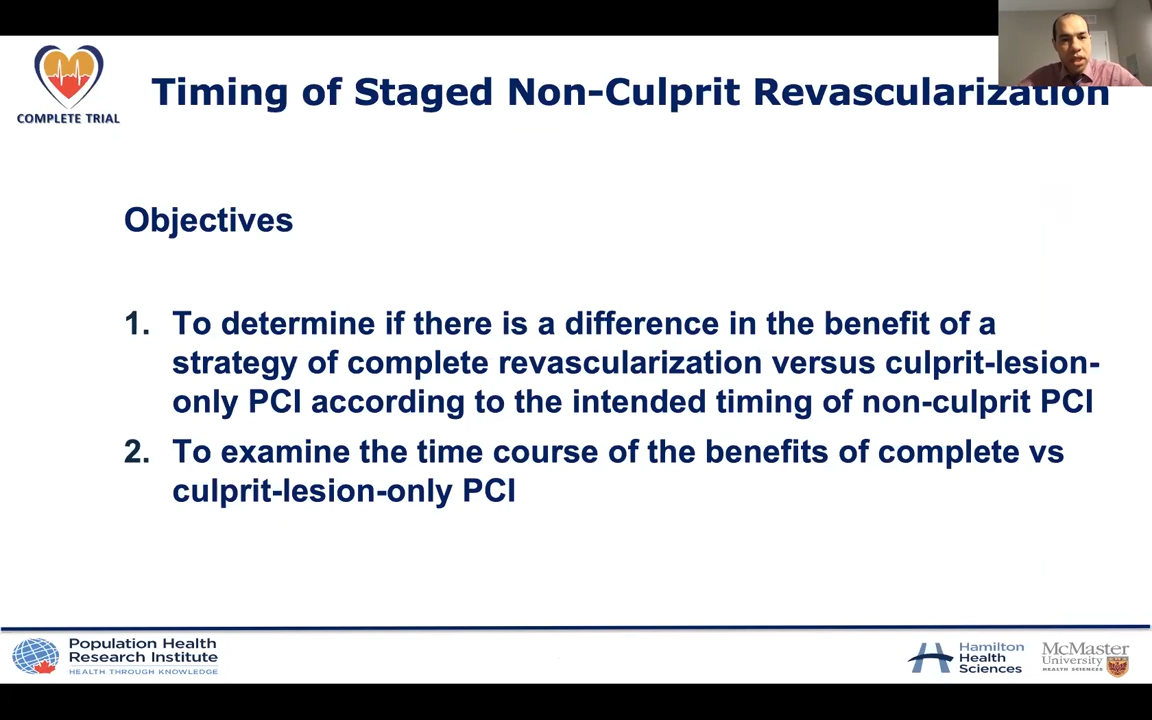 Timing of Staged Non-Culprit Revascularization
COMPLETE TRIAL
Objectives
1. To determine if there is a difference in the benefit of a
strategy of complete revascularization versus culprit-lesion-
only PCI according to the intended timing of non-culprit PCI
2. To examine the time course of the benefits of complete vs
culprit-lesion-only PCI
Population Health
Research Institute
HEALTH THROUGH KNOWLEDGE
Hamilton
Health
Sciences
McMaster
University
HEALTH SCIENCES